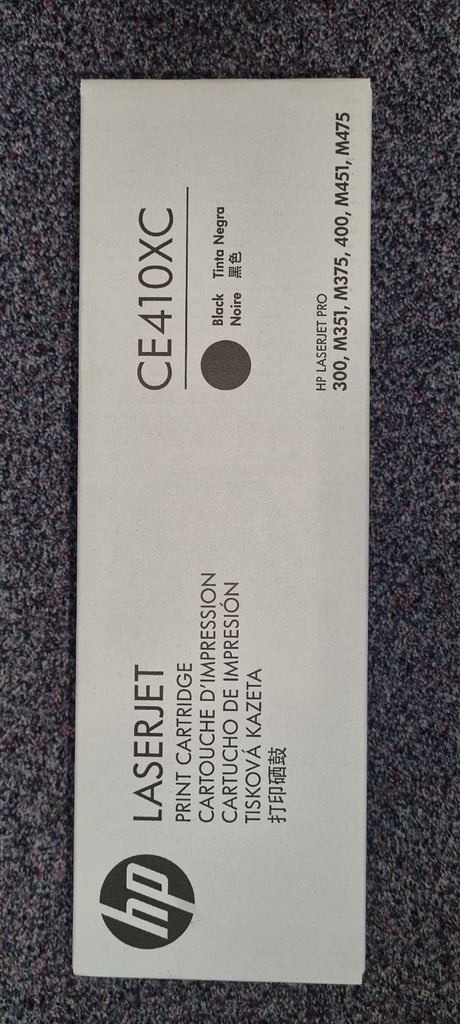 hp
LASERJET
PRINT CARTRIDGE
CARTOUCHE D'IMPRESSION
CARTUCHO DE IMPRESIÓN
TISKOVÁ KAZETA
打印硒鼓
CE410XC
Black Tinta Negra
Noire 黑色
HP LASERJET PRO
300, M351, M375, 400, M451, M475